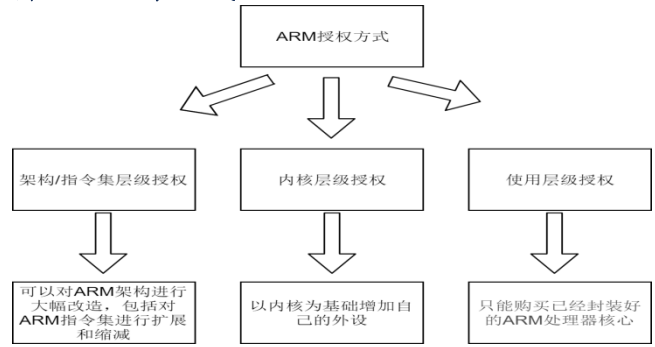 ARM授权方式
架构/指令集层级授权
内核层级授权
使用层级授权
可以对ARM架构进行
大幅改造，包括对
ARM指令集进行扩展
和缩减
以内核为基础增加自
己的外设
只能购买已经封装好
的ARM处理器核心